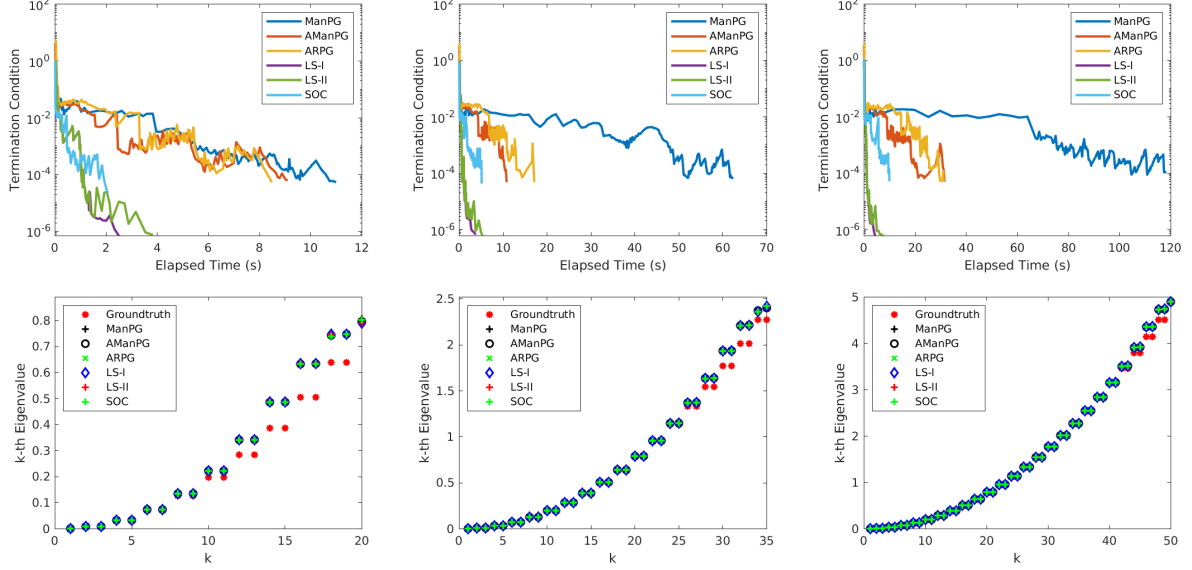 10^2
10^0
10^-2
10^-4
10^-6
Termination Condition
ManPG
AManPG
ARPG
LS-I
LS-II
SOC
0 2 4 6 8 10 12
Elapsed Time (s)
10^2
10^0
10^-2
10^-4
10^-6
Termination Condition
ManPG
AManPG
ARPG
LS-I
LS-II
SOC
0 10 20 30 40 50 60 70
Elapsed Time (s)
10^2
10^0
10^-2
10^-4
10^-6
Termination Condition
ManPG
AManPG
ARPG
LS-I
LS-II
SOC
0 20 40 60 80 100 120
Elapsed Time (s)
0.8
0.7
0.6
0.5
0.4
0.3
0.2
0.1
0
k-th Eigenvalue
Groundtruth
ManPG
AManPG
ARPG
LS-I
LS-II
SOC
0 5 10 15 20
k
2.5
2
1.5
1
0.5
0
k-th Eigenvalue
Groundtruth
ManPG
AManPG
ARPG
LS-I
LS-II
SOC
0 5 10 15 20 25 30 35
k
5
4
3
2
1
0
k-th Eigenvalue
Groundtruth
ManPG
AManPG
ARPG
LS-I
LS-II
SOC
0 10 20 30 40 50
k